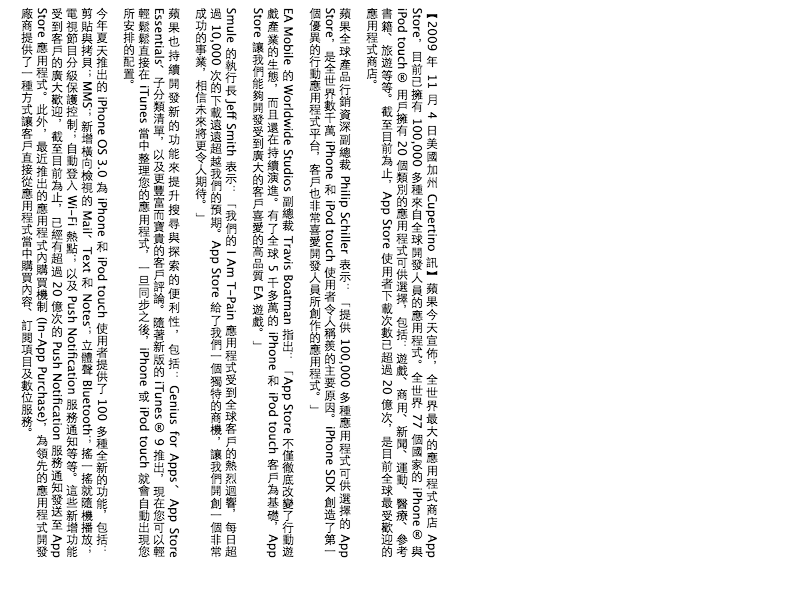 【2009 年 11 月 4 日美國加州 Cupertino 訊】蘋果今天宣佈，全世界最大的應用程式商店 App
Store，目前已擁有 100,000 多種來自全球開發人員的應用程式。全世界 77 個國家的 iPhone® 與
iPod touch® 用戶擁有 20 個類別的應用程式可供選擇，包括：遊戲、商用、新聞、運動、醫療、參考
書籍、旅遊等等。截至目前為止，App Store 使用者下載次數已超過 20 億次，是目前全球最受歡迎的
應用程式商店。
蘋果全球產品行銷資深副總裁 Philip Schiller 表示：「提供 100,000 多種應用程式可供選擇的 App
Store，是全世界數千萬 iPhone 和 iPod touch 使用者令人稱羨的主要原因。iPhone SDK 創造了第一
個優異的行動應用程式平台，客戶也非常喜愛開發人員所創作的應用程式。」
EA Mobile 的 Worldwide Studios 副總裁 Travis Boatman 指出：「App Store 不僅徹底改變了行動遊
戲產業的生態，而且還在持續演進。有了全球 5 千多萬的 iPhone 和 iPod touch 客戶為基礎，App
Store 讓我們能夠開發受到廣大的客戶喜愛的高品質 EA 遊戲。」
Smule 的執行長 Jeff Smith 表示：「我們的 I Am T-Pain 應用程式受到全球客戶的熱烈迴響，每日超
過 10,000 次的下載遠遠超越我們的預期。App Store 給了我們一個獨特的商機，讓我們開創一個非常
成功的事業，相信未來將更令人期待。」
蘋果也持續開發新的功能來提升搜尋與探索的便利性，包括：Genius for Apps、App Store
Essentials、子分類清單，以及更豐富而寶貴的客戶評論。隨著新版的 iTunes® 9 推出，現在您可以輕
輕鬆鬆直接在 iTunes 當中整理您的應用程式，一旦同步之後，iPhone 或 iPod touch 就會自動出現您
所安排的配置。
今年夏天推出的 iPhone OS 3.0 為 iPhone 和 iPod touch 使用者提供了 100 多種全新的功能，包括：
剪貼與拷貝；MMS；新增橫向檢視的 Mail、Text 和 Notes；立體聲 Bluetooth；搖一搖就隨機播放；
電視節目分級保護控制；自動登入 Wi-Fi 熱點；以及 Push Notification 服務通知等等。這些新增功能
受到客戶的廣大歡迎，截至目前為止，已經有超過 20 億次的 Push Notification 服務通知發送至 App
Store 應用程式。此外，最近推出的應用程式內購買機制 (In-App Purchase)，為領先的應用程式開發
廠商提供了一種方式讓客戶直接從應用程式當中購買內容、訂閱項目及數位服務。